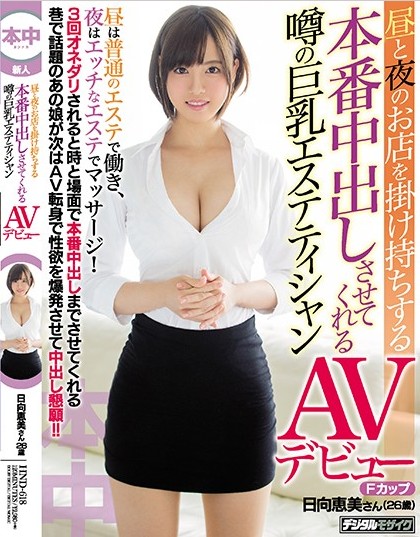 昼と夜のお店を掛け持ちする
本番中出しさせてくれる
噂の巨乳エステティシャン
AV
デビュー
Fカップ
日向恵美さん(26歳)
デジタルモザイク
昼は普通のエステで働き、
夜はエッチなエステでマッサージ!
3回オネダリされると時と場面で本番中出しまでさせてくれる
巷で話題のあの娘が次はAV転身で性欲を爆発させて中出し懇願!!
本中
本中
新人
昼と夜のお店を掛け持ちする
本番中出しさせてくれる
噂の巨乳エステティシャン
AV
デビュー
日向恵美さん 26歳
HND-618